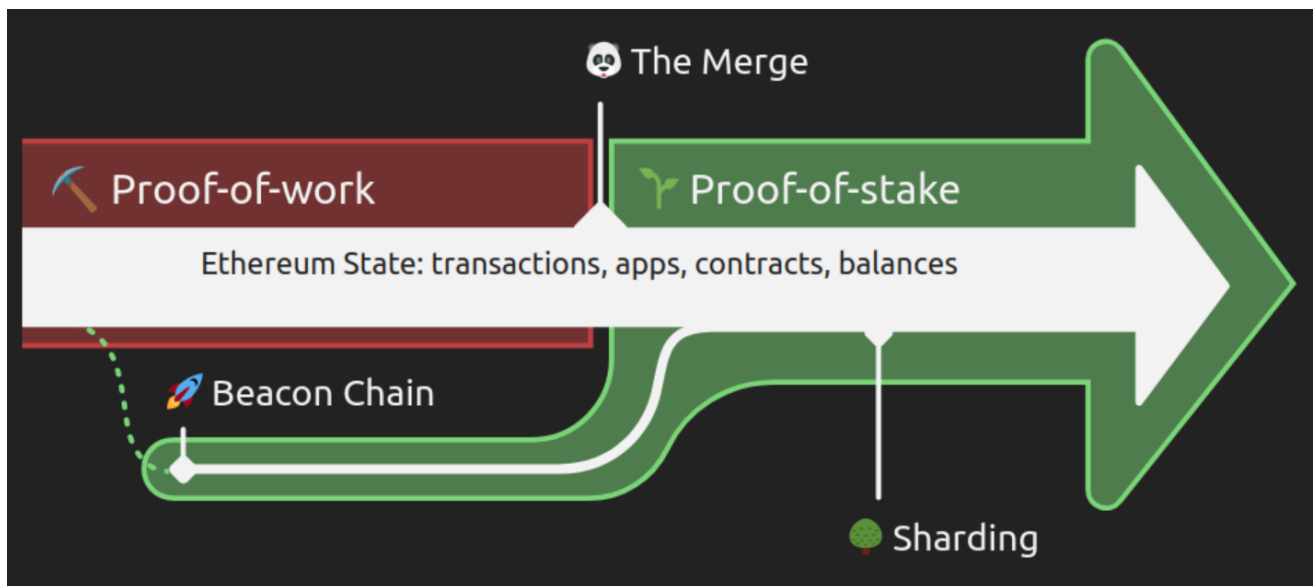 The Merge
Proof-of-work
Proof-of-stake
Ethereum State: transactions, apps, contracts, balances
Beacon Chain
Sharding